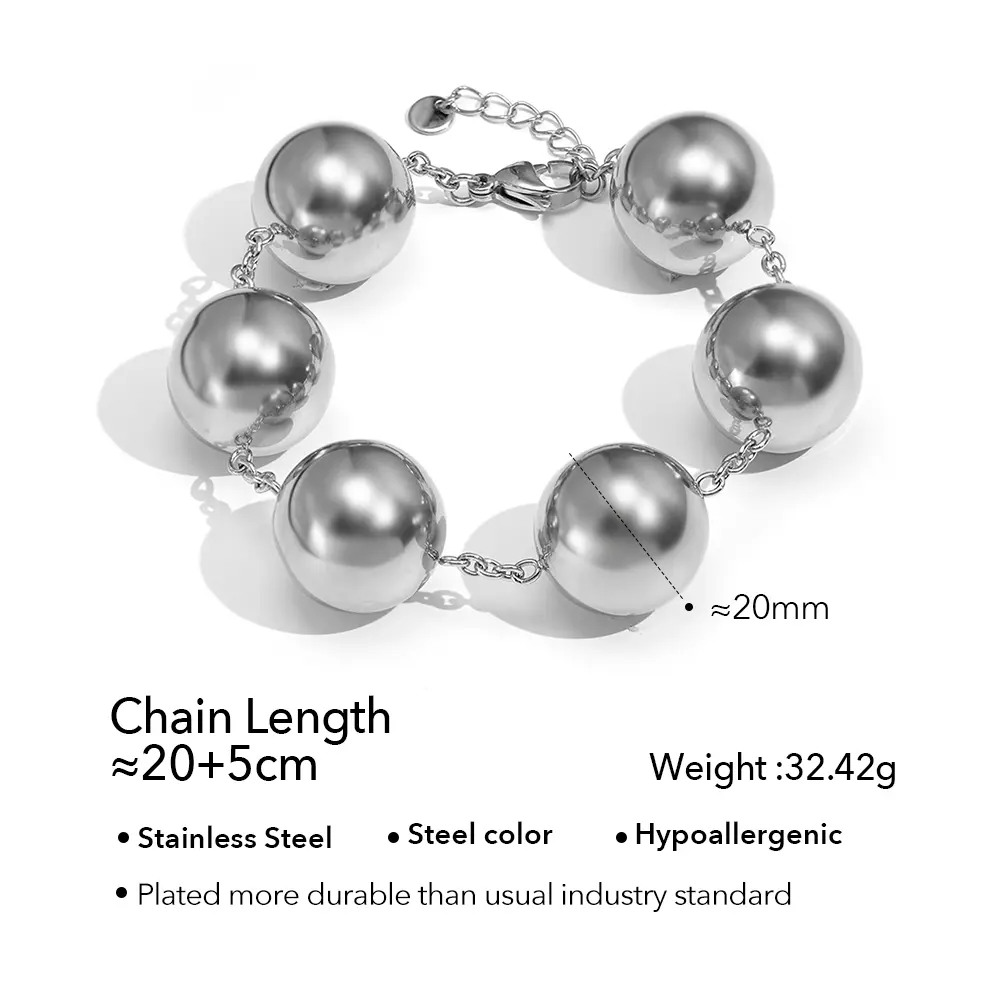 ≈20mm
Chain Length
≈20+5cm
Weight :32.42g
• Stainless Steel
• Steel color
• Hypoallergenic
• Plated more durable than usual industry standard